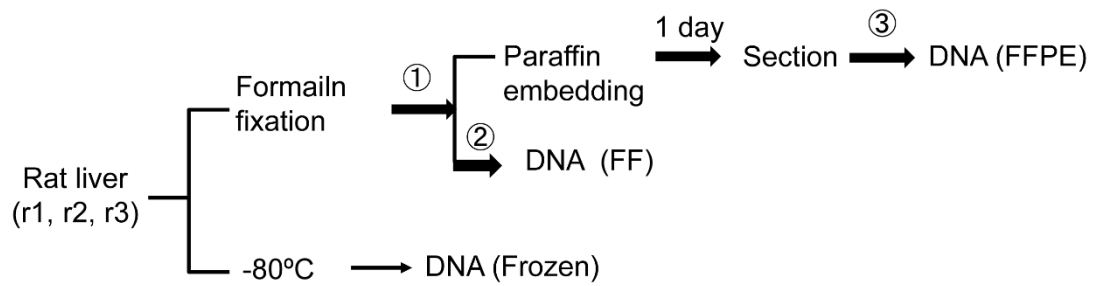 1 day
③
Paraffin
embedding
Section
DNA (FFPE)
Formailn
fixation
①
②
DNA (FF)
Rat liver
(r1, r2, r3)
-80ºC
DNA (Frozen)